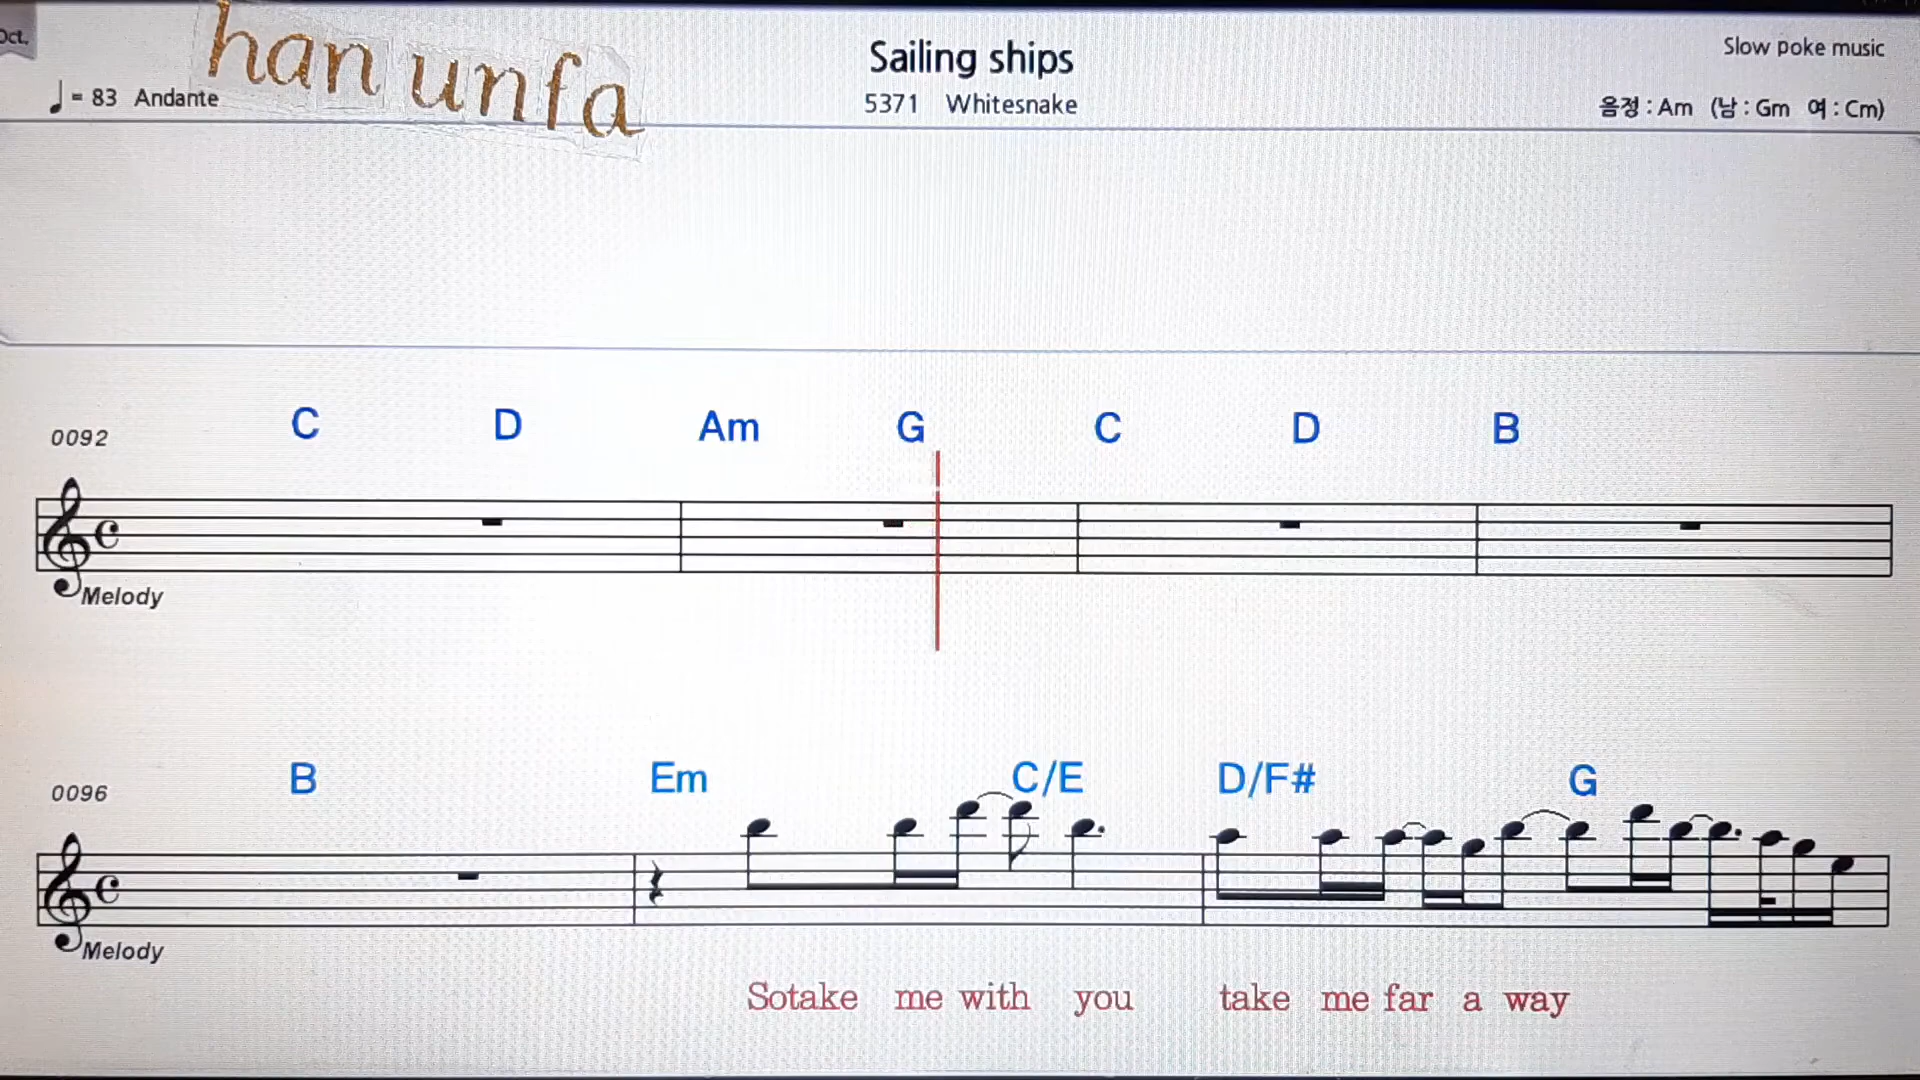 Oct.
han unfa
Sailing ships
Slow poke music
♩= 83 Andante
5371 Whitesnake
음정 : Am (남 : Gm 여 : Cm)
C D Am G C D B
0092
Melody
B Em C/E D/F# G
0096
Melody
Sotake me with you take me far a way